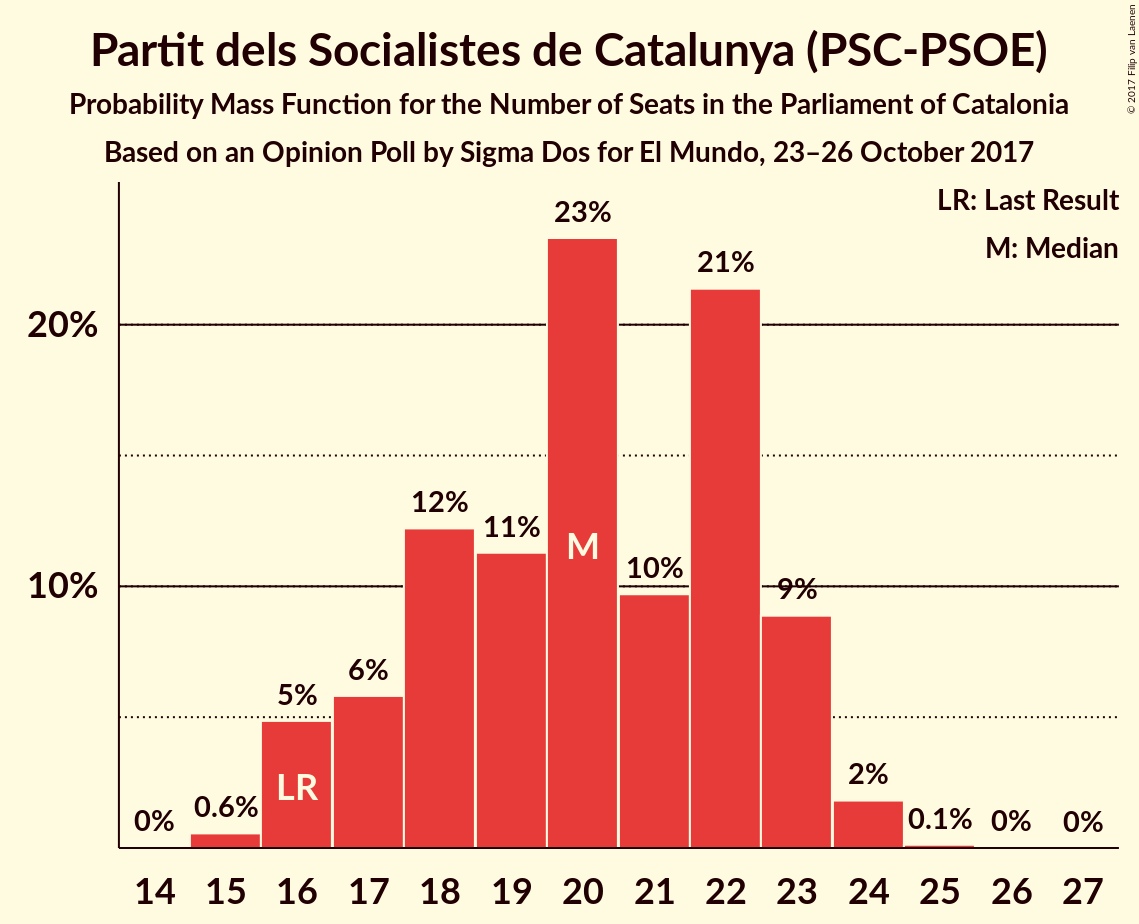 Partit dels Socialistes de Catalunya (PSC-PSOE)
Probability Mass Function for the Number of Seats in the Parliament of Catalonia
Based on an Opinion Poll by Sigma Dos for El Mundo, 23–26 October 2017
© 2017 Filip van Laenen
LR: Last Result
M: Median
20%
10%
0%
0.6%
5%
6%
12%
11%
23%
10%
21%
9%
2%
0.1%
0%
0%
LR
M
14 15 16 17 18 19 20 21 22 23 24 25 26 27